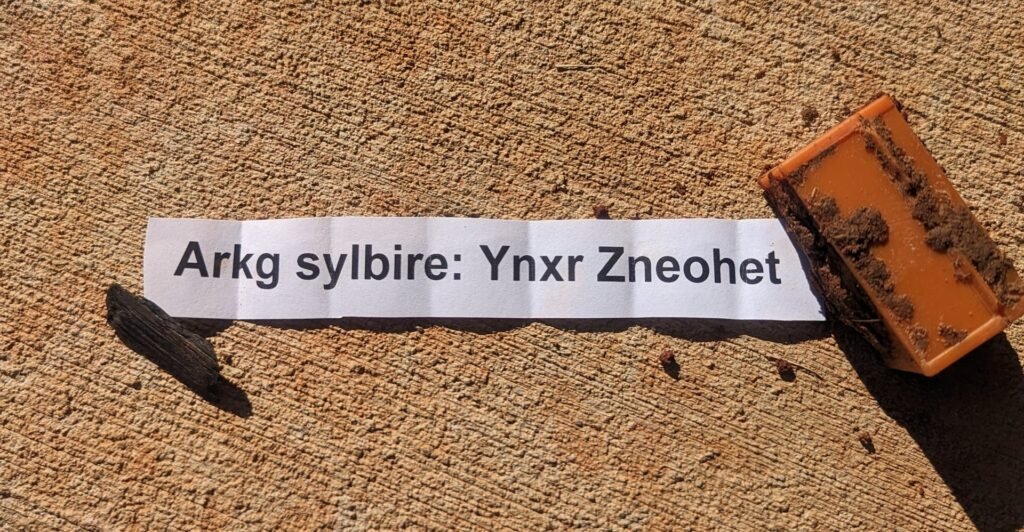 Arkg sylbire: Ynxr Zneohet